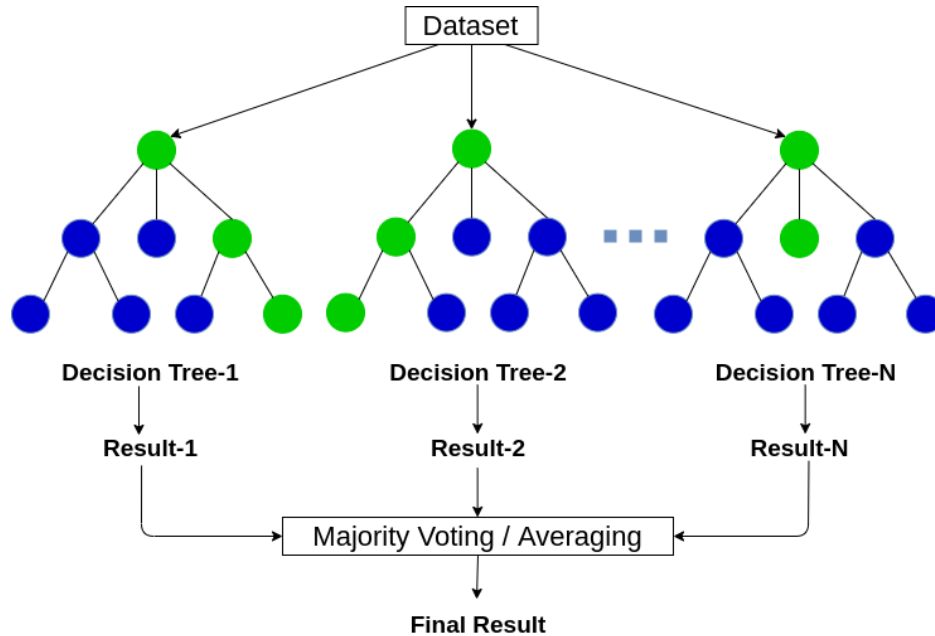 Dataset
Decision Tree-1
Decision Tree-2
Decision Tree-N
Result-1
Result-2
Result-N
Majority Voting / Averaging
Final Result